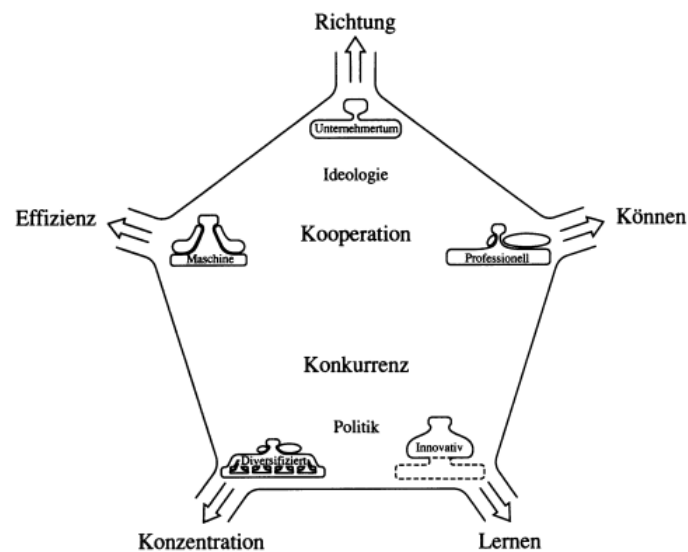 Richtung
Unternehmertum
Ideologie
Effizienz
Können
Kooperation
Maschine
Professionell
Konkurrenz
Politik
Innovativ
Diversifiziert
Konzentration
Lernen